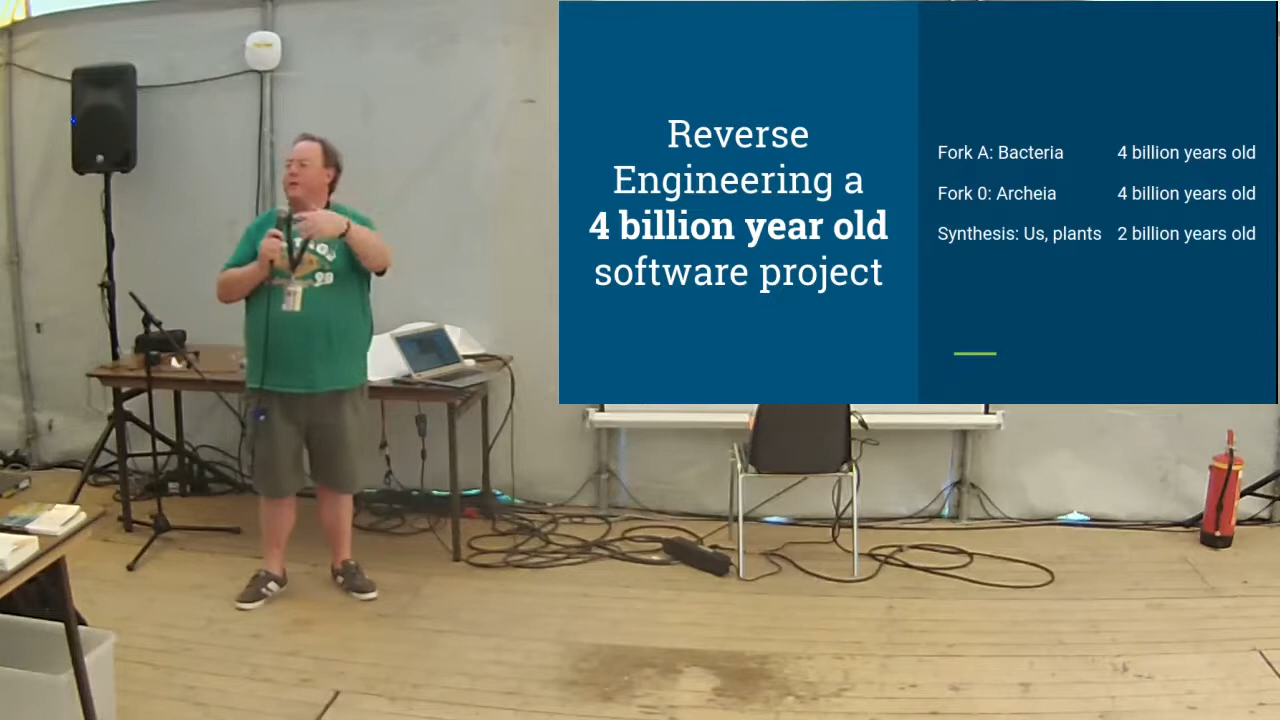 Reverse
Engineering a
4 billion year old
software project
Fork A: Bacteria 4 billion years old
Fork 0: Archeia 4 billion years old
Synthesis: Us, plants 2 billion years old